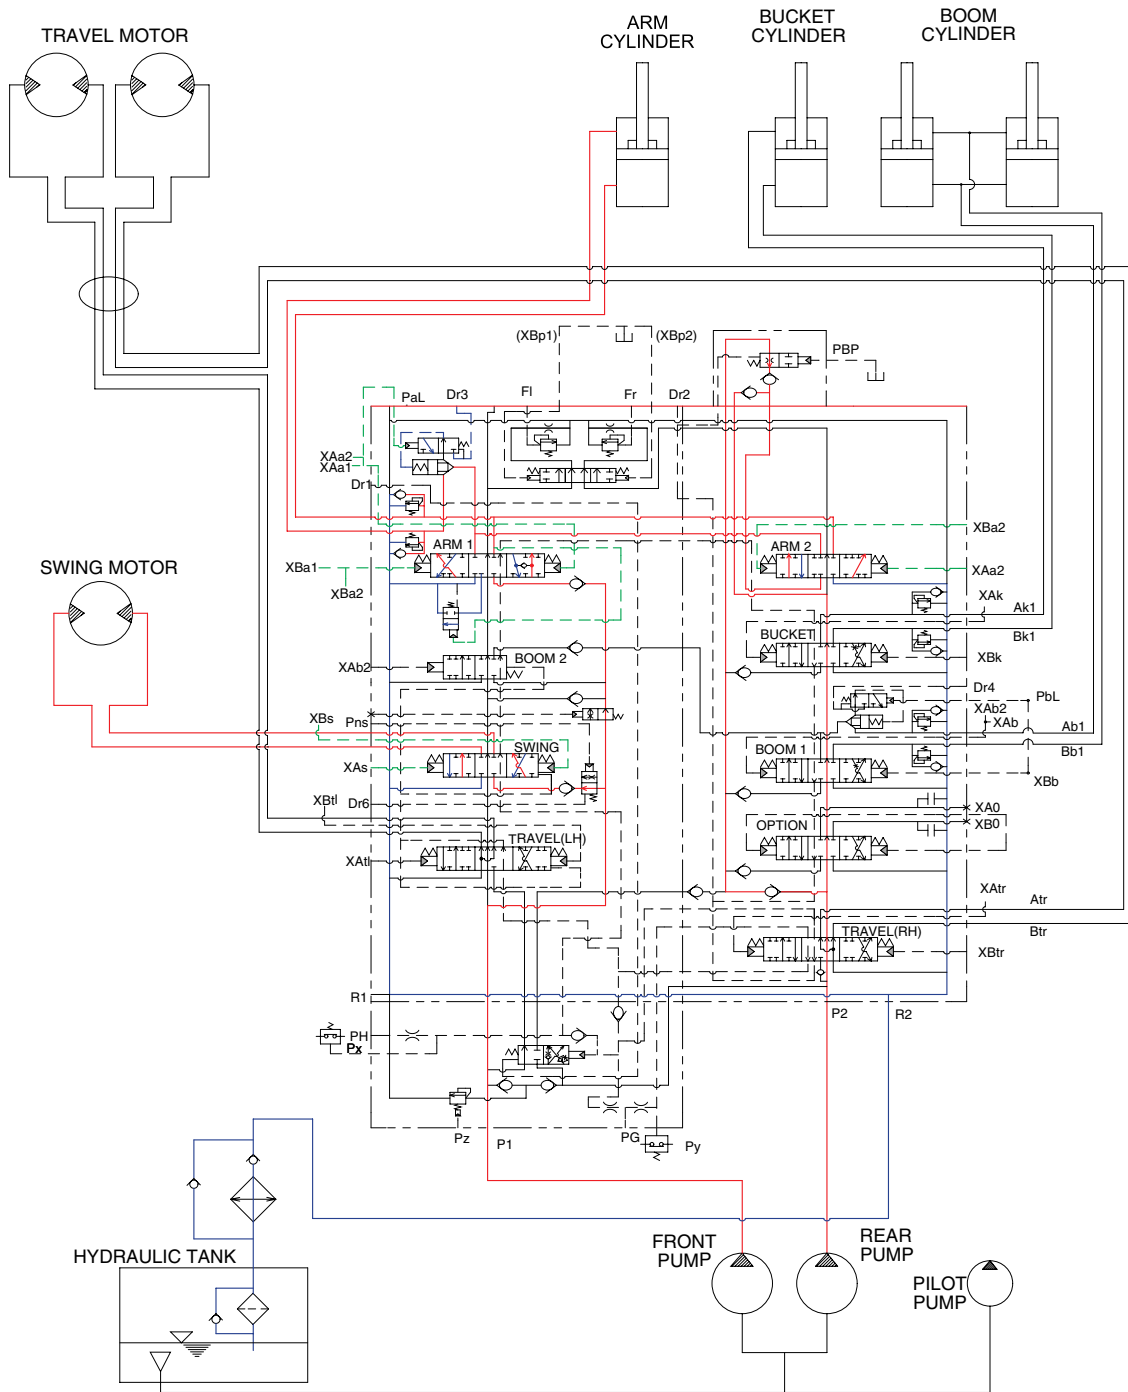 TRAVEL MOTOR
ARM
CYLINDER
BUCKET
CYLINDER
BOOM
CYLINDER
(XBp1)
(XBp2)
PBP
PaL
Dr3
Fl
Fr
Dr2
XAa2
XAa1
Dr1
XBa2
ARM 1
ARM 2
SWING MOTOR
XBa1
XAa2
XBa2
XAk
Ak1
BUCKET
Bk1
XAb2
BOOM 2
XBk
Dr4
PbL
XAb2
XBs
Pns
XAb
Ab1
SWING
Bb1
XAs
BOOM 1
XBb
XBtl
Dr6
XA0
XB0
OPTION
TRAVEL(LH)
XAtl
XAtr
Atr
TRAVEL(RH)
Btr
XBtr
R1
P2
R2
PH
Px
Pz
P1
PG
Py
HYDRAULIC TANK
FRONT
PUMP
REAR
PUMP
PILOT
PUMP